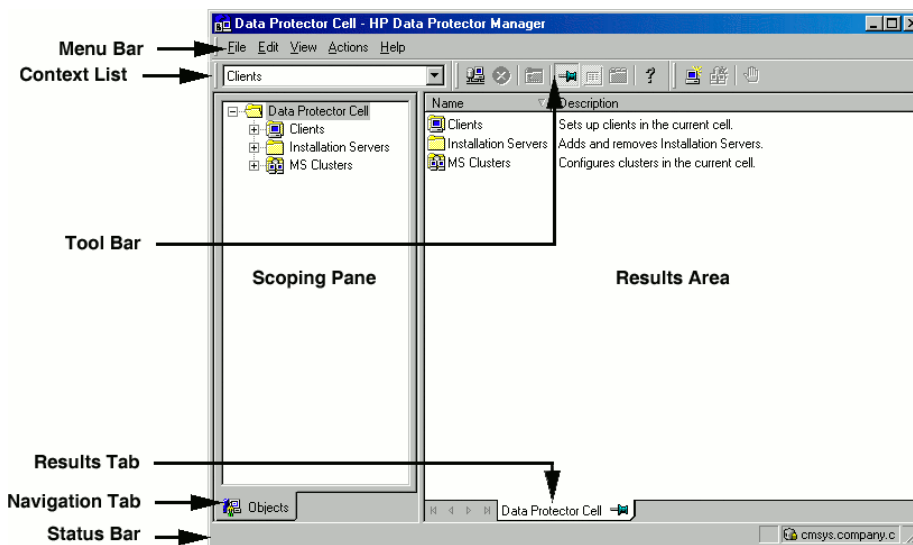 Data Protector Cell - HP Data Protector Manager
Menu Bar
File Edit View Actions Help
Context List
Clients
?
Name Description
Data Protector Cell
Clients
Installation Servers
MS Clusters
Clients Sets up clients in the current cell.
Installation Servers Adds and removes Installation Servers.
MS Clusters Configures clusters in the current cell.
Tool Bar
Scoping Pane
Results Area
Results Tab
Navigation Tab
Objects
Data Protector Cell
Status Bar
cmsys.company.c